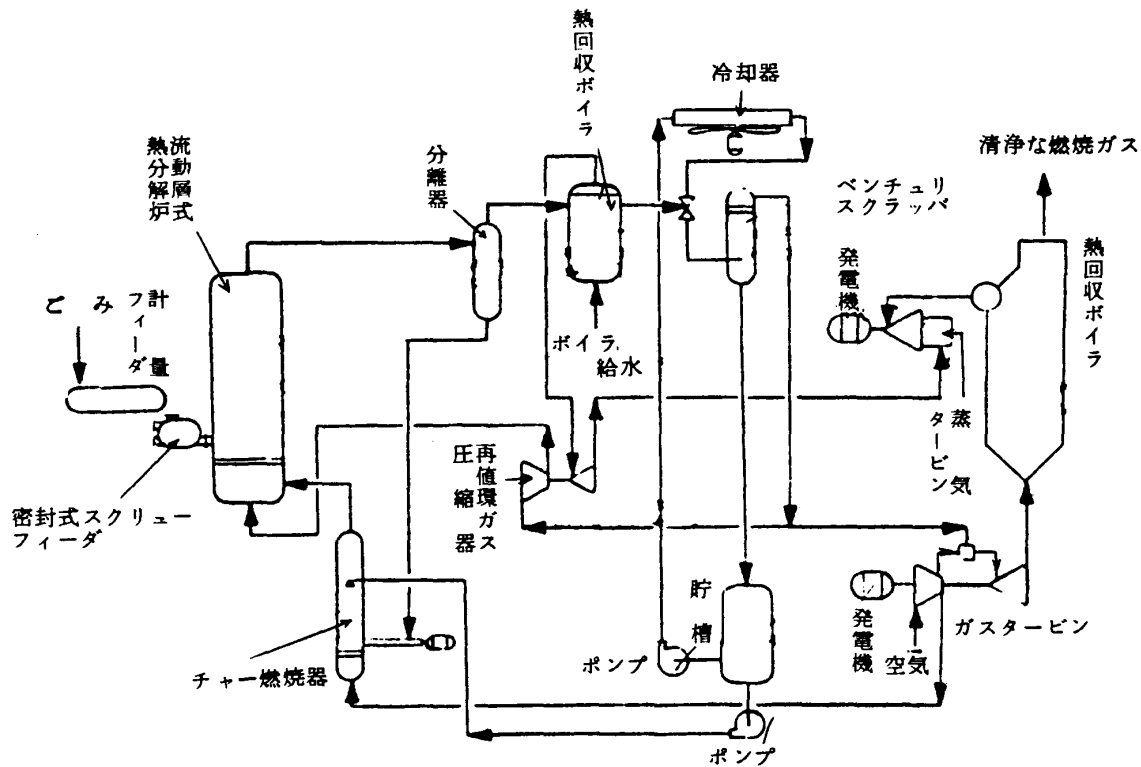 熱回収ボイラ
冷却器
清浄な燃焼ガス
流動層式
熱分解炉
分離器
ベンチュリ
スクラッバ
発電機
熱回収ボイラ
ごみ
計量
フィーダ
ボイラ
給水
蒸気
タービン
再値環ガス
圧縮器
密封式スクリュー
フィーダ
貯槽
発電機
ガスタービン
空気
ポンプ
チャー燃焼器
ポンプ